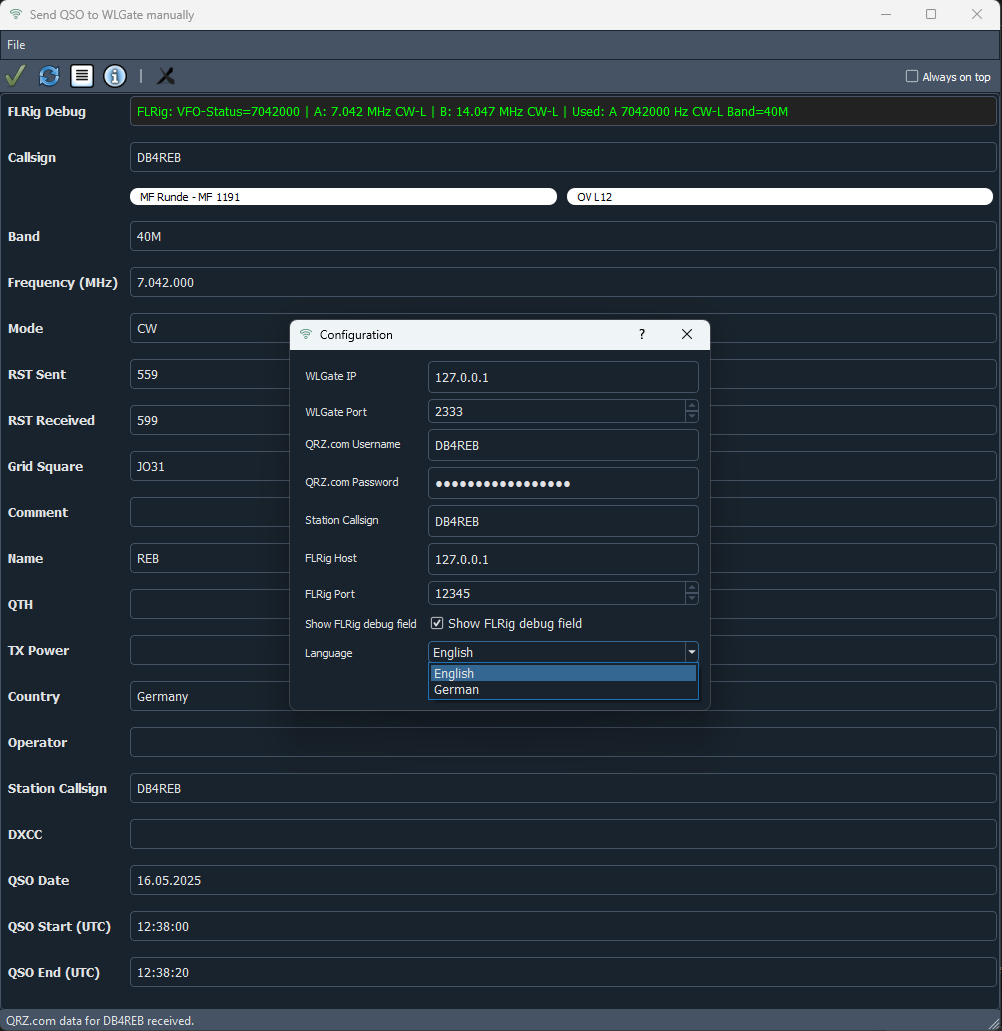 Send QSO to WLGate manually
File
Always on top
FLRig Debug
FLRig: VFO-Status=7042000 | A: 7.042 MHz CW-L | B: 14.047 MHz CW-L | Used: A 7042000 Hz CW-L Band=40M
Callsign
DB4REB
MF Runde - MF 1191
OV L12
Band
40M
Frequency (MHz)
7.042.000
Mode
CW
RST Sent
559
RST Received
599
Grid Square
JO31
Comment
Name
REB
QTH
TX Power
Country
Germany
Operator
Station Callsign
DB4REB
DXCC
QSO Date
16.05.2025
QSO Start (UTC)
12:38:00
QSO End (UTC)
12:38:20
QRZ.com data for DB4REB received.
Configuration
?
WLGate IP
127.0.0.1
WLGate Port
2333
QRZ.com Username
DB4REB
QRZ.com Password
●●●●●●●●●●●●●●●●●
Station Callsign
DB4REB
FLRig Host
127.0.0.1
FLRig Port
12345
Show FLRig debug field
Show FLRig debug field
Language
English
English
German